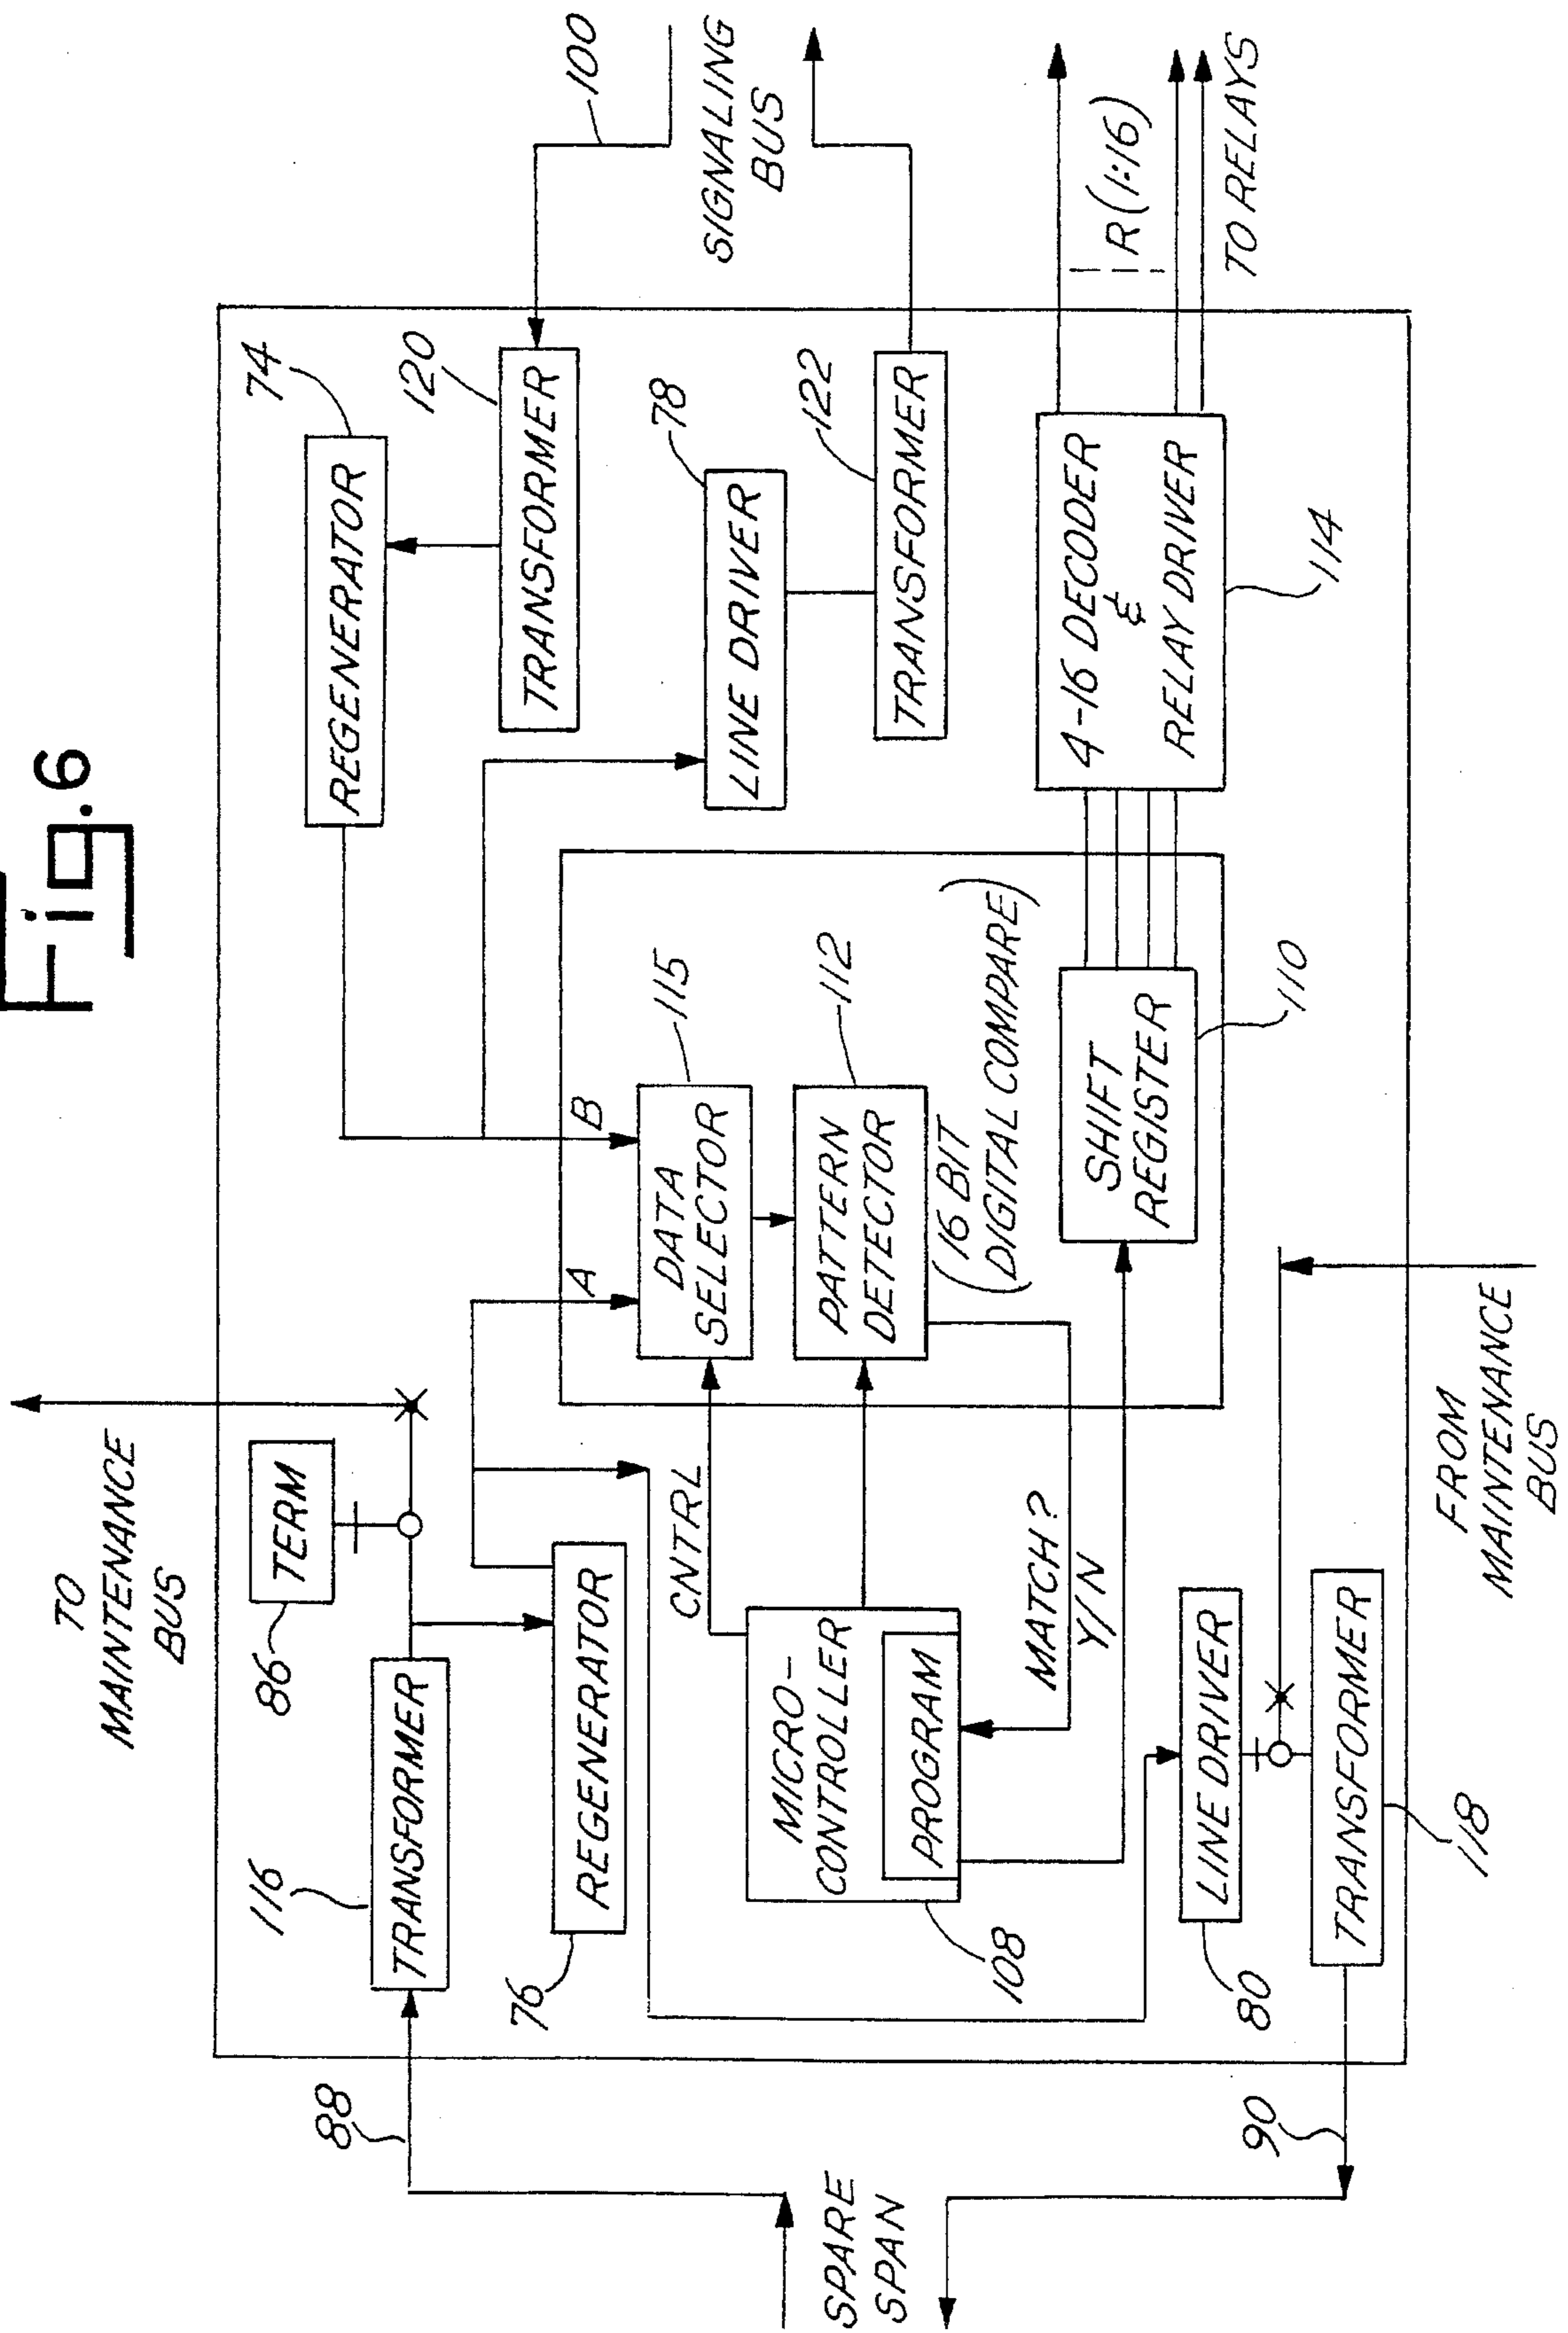 Fig.6
TO
MAINTENANCE
BUS
86
TERM
116
TRANSFORMER
88
76
REGENERATOR
SPARE
SPAN
74
REGENERATOR
120
TRANSFORMER
100
SIGNALING
BUS
78
LINE DRIVER
122
TRANSFORMER
A
B
DATA
SELECTOR
115
CNTRL
PATTERN
DETECTOR
112
(16 BIT
DIGITAL COMPARE)
MICRO-
CONTROLLER
PROGRAM
108
MATCH?
Y/N
SHIFT
REGISTER
110
4-16 DECODER
&
RELAY DRIVER
114
R(1:16)
TO RELAYS
LINE DRIVER
80
TRANSFORMER
118
90
FROM
MAINTENANCE
BUS